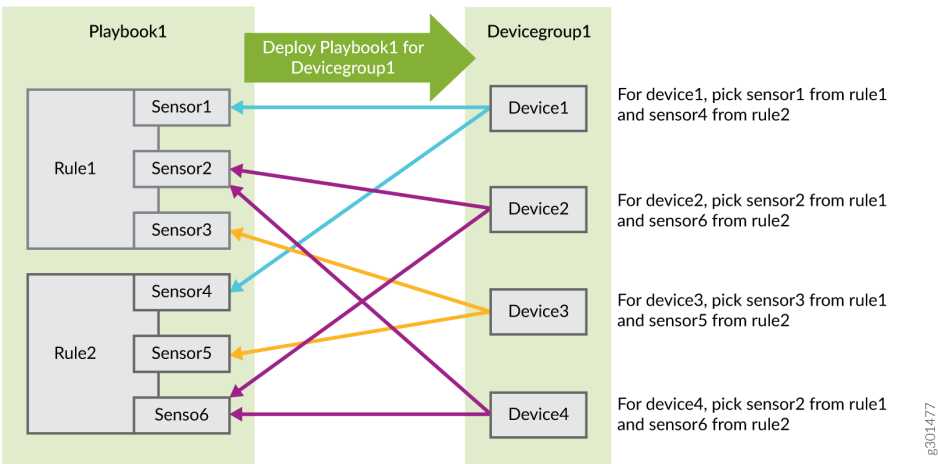 Playbook1
Deploy Playbook1 for
Devicegroup1
Devicegroup1
Rule1
Sensor1
Sensor2
Sensor3
Rule2
Sensor4
Sensor5
Senso6
Device1
For device1, pick sensor1 from rule1
and sensor4 from rule2
Device2
For device2, pick sensor2 from rule1
and sensor6 from rule2
Device3
For device3, pick sensor3 from rule1
and sensor5 from rule2
Device4
For device4, pick sensor2 from rule1
and sensor6 from rule2
g301477